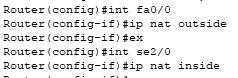 Router(config)#int fa0/0
Router(config-if)#ip nat outside
Router(config-if)#ex
Router(config)#int se2/0
Router(config-if)#ip nat inside